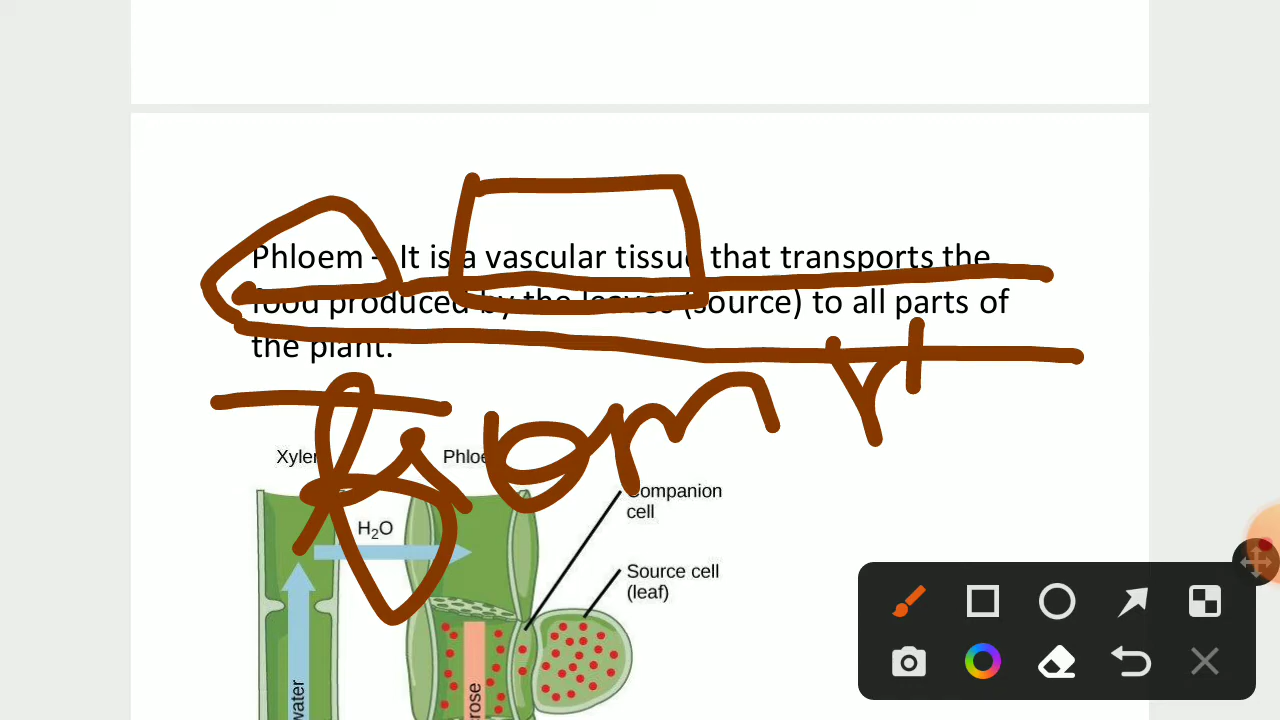 Phloem - It is a vascular tissue that transports the
food produced by the leaves (source) to all parts of
the plant.
from r
Xylem
Phloem
Companion
cell
H₂O
Source cell
(leaf)
water